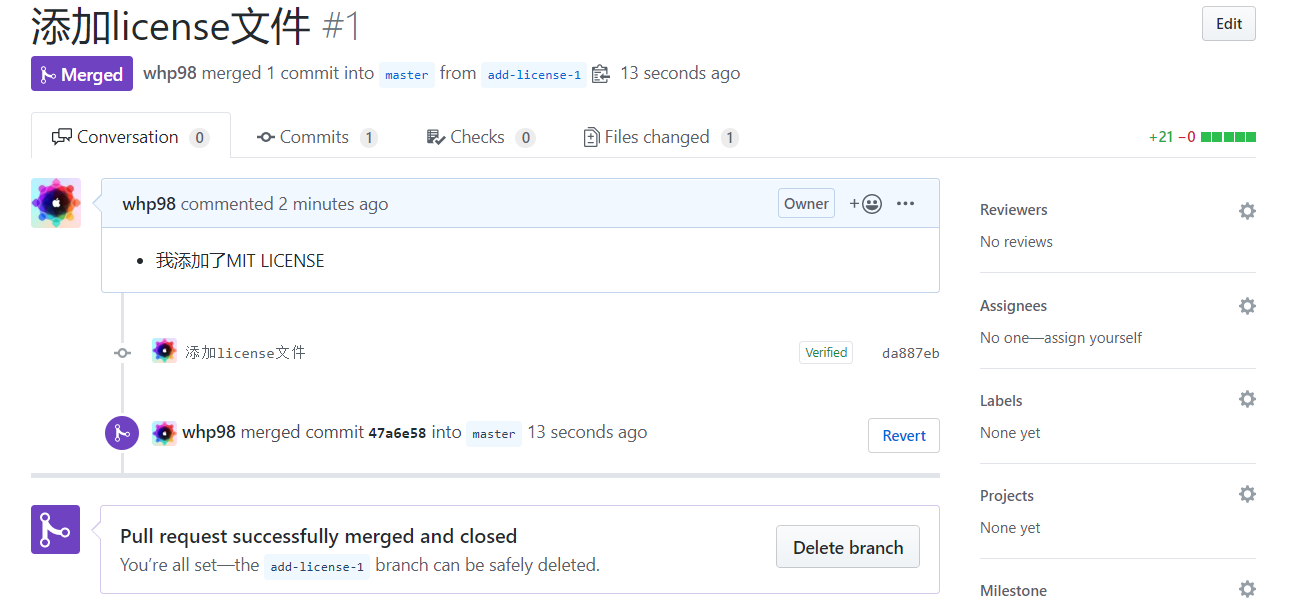 添加license文件 #1
Edit
Merged whp98 merged 1 commit into master from add-license-1 13 seconds ago
Conversation 0 Commits 1 Checks 0 Files changed 1 +21 −0
whp98 commented 2 minutes ago Owner +
我添加了MIT LICENSE
添加license文件 Verified da887eb
whp98 merged commit 47a6e58 into master 13 seconds ago Revert
Pull request successfully merged and closed
You’re all set—the add-license-1 branch can be safely deleted.
Delete branch
Reviewers
No reviews
Assignees
No one—assign yourself
Labels
None yet
Projects
None yet
Milestone